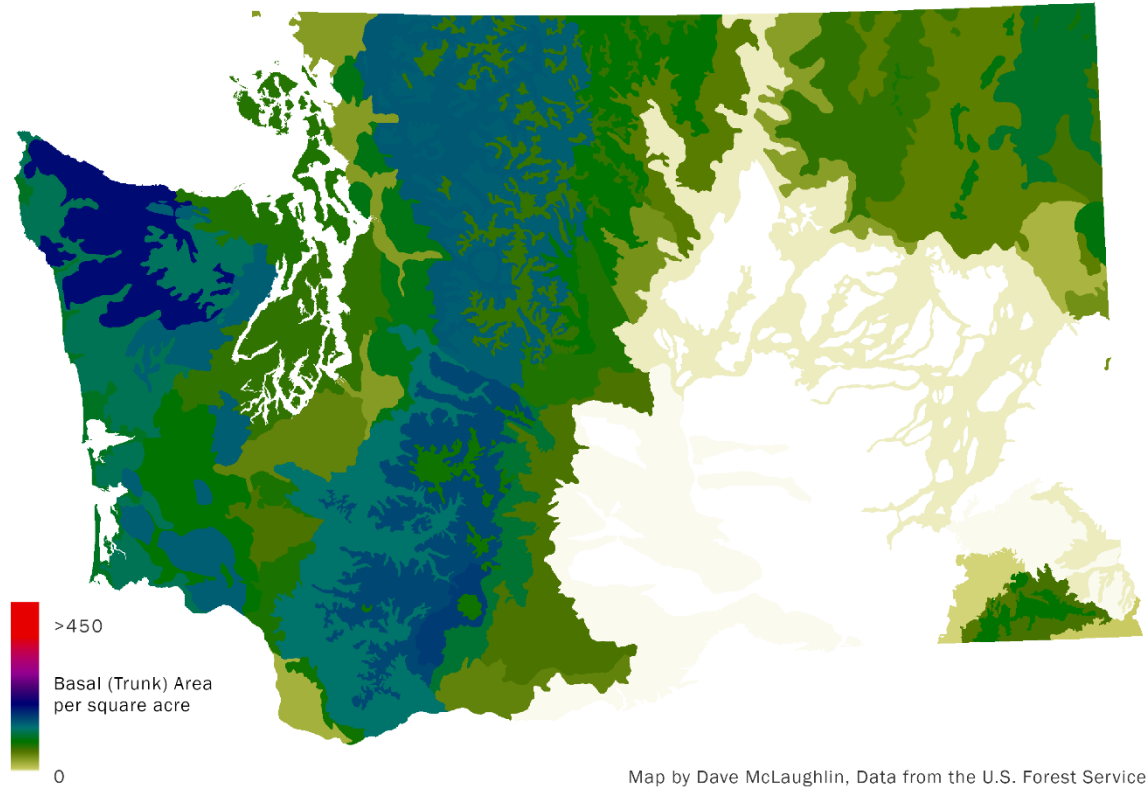 >450
Basal (Trunk) Area
per square acre
0
Map by Dave McLaughlin, Data from the U.S. Forest Service